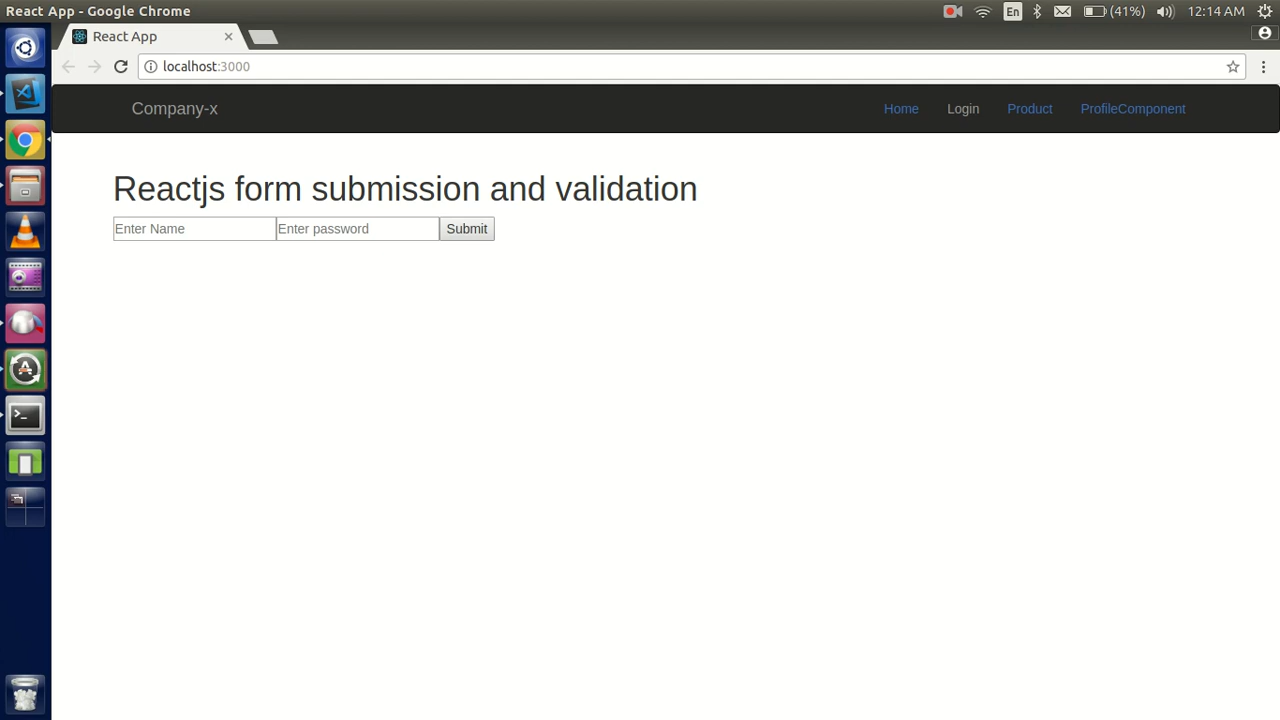 React App - Google Chrome
En (41%) 12:14 AM
React App
localhost:3000
Company-x Home Login Product ProfileComponent
Reactjs form submission and validation
Enter Name Enter password Submit